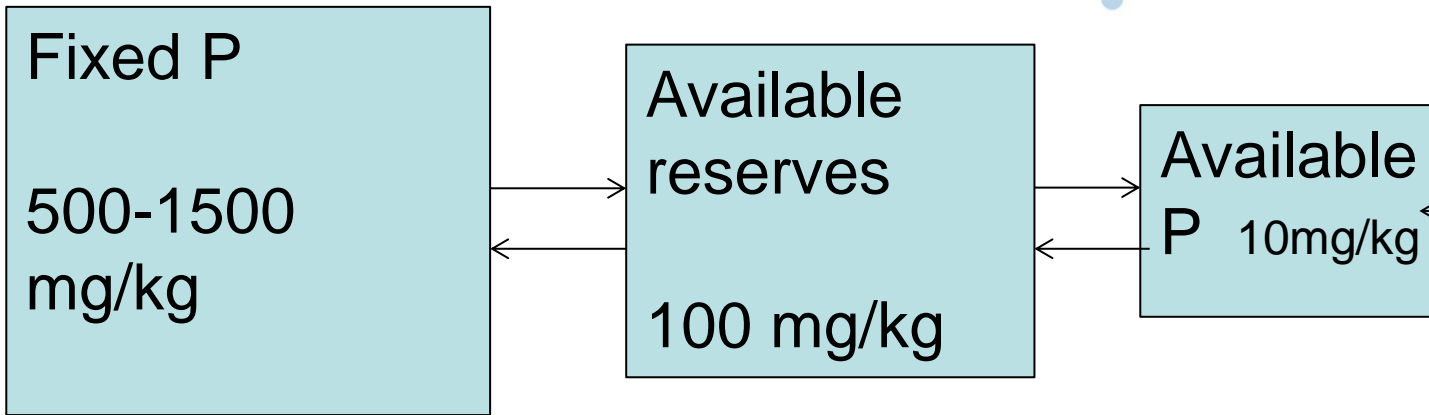 Fixed P
500-1500
mg/kg
Available
reserves
100 mg/kg
Available
P 10mg/kg